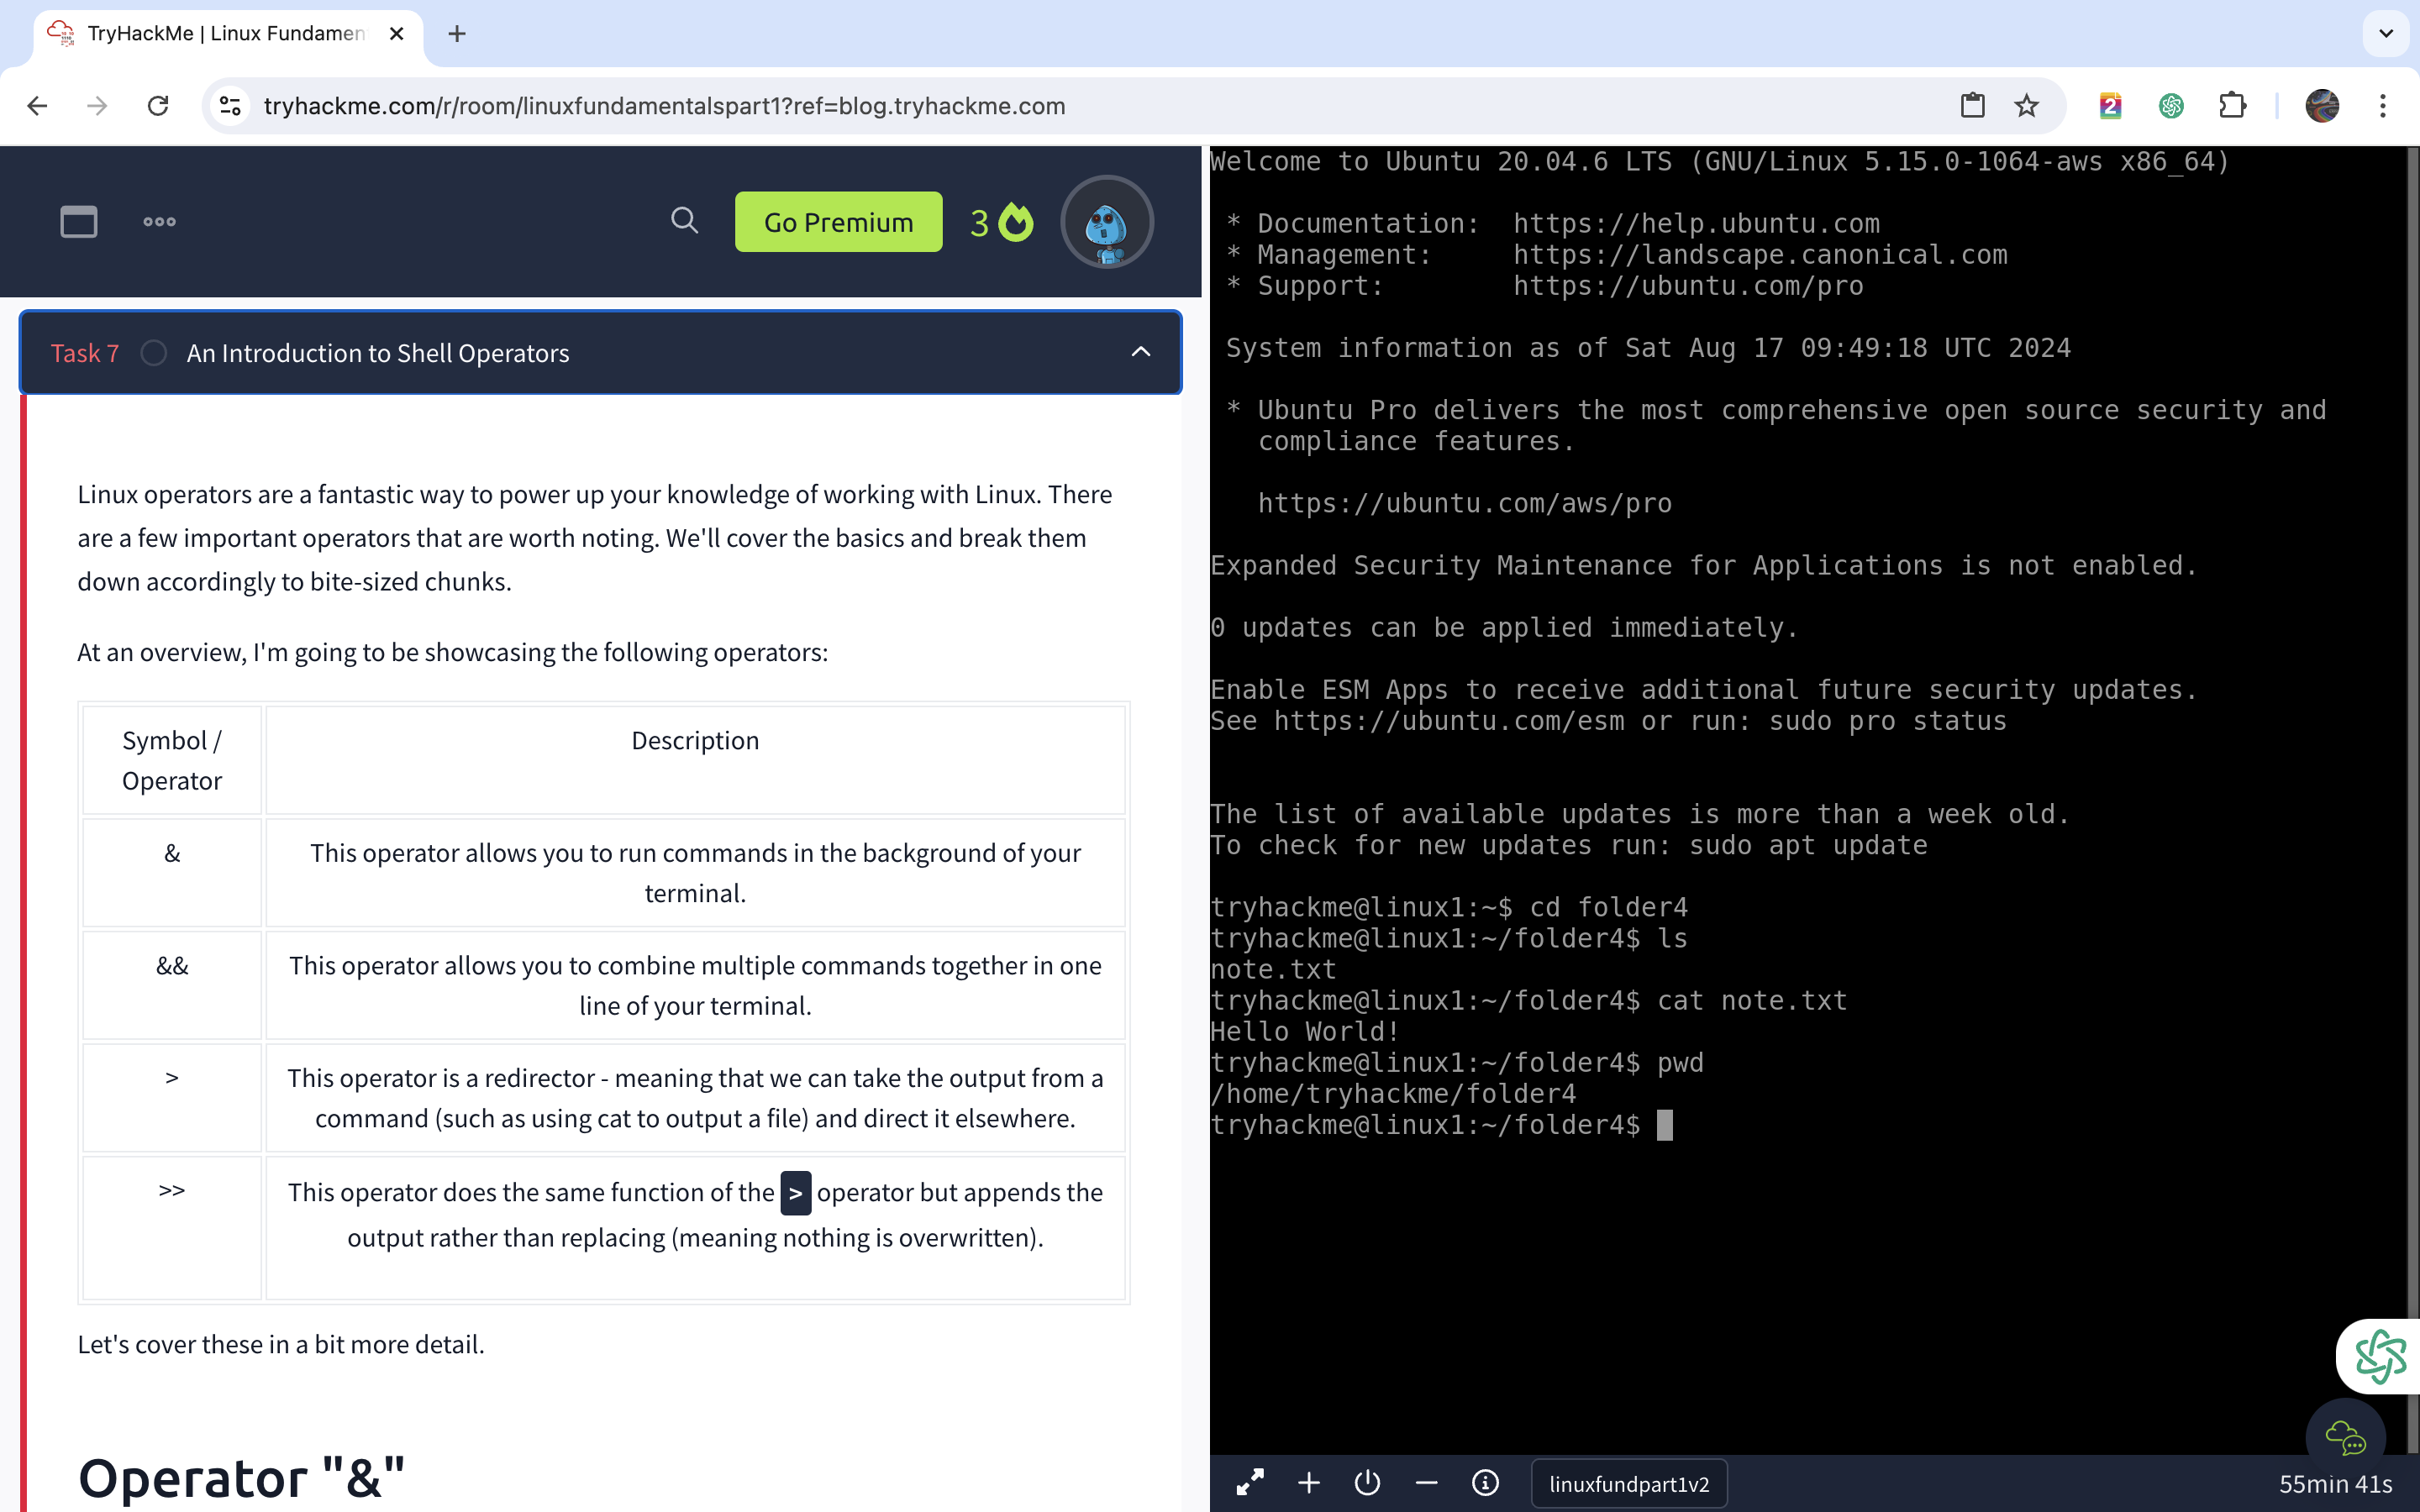 TryHackMe | Linux Fundamen
tryhackme.com/r/room/linuxfundamentalspart1?ref=blog.tryhackme.com
2
Go Premium
3
Task 7
An Introduction to Shell Operators
Linux operators are a fantastic way to power up your knowledge of working with Linux. There
are a few important operators that are worth noting. We'll cover the basics and break them
down accordingly to bite-sized chunks.
At an overview, I'm going to be showcasing the following operators:
Symbol /
Operator
Description
&
This operator allows you to run commands in the background of your
terminal.
&&
This operator allows you to combine multiple commands together in one
line of your terminal.
>
This operator is a redirector - meaning that we can take the output from a
command (such as using cat to output a file) and direct it elsewhere.
>>
This operator does the same function of the > operator but appends the
output rather than replacing (meaning nothing is overwritten).
Let's cover these in a bit more detail.
Operator "&"
Welcome to Ubuntu 20.04.6 LTS (GNU/Linux 5.15.0-1064-aws x86_64)
* Documentation:  https://help.ubuntu.com
* Management:     https://landscape.canonical.com
* Support:        https://ubuntu.com/pro
System information as of Sat Aug 17 09:49:18 UTC 2024
* Ubuntu Pro delivers the most comprehensive open source security and
compliance features.
https://ubuntu.com/aws/pro
Expanded Security Maintenance for Applications is not enabled.
0 updates can be applied immediately.
Enable ESM Apps to receive additional future security updates.
See https://ubuntu.com/esm or run: sudo pro status
The list of available updates is more than a week old.
To check for new updates run: sudo apt update
tryhackme@linux1:~$ cd folder4
tryhackme@linux1:~/folder4$ ls
note.txt
tryhackme@linux1:~/folder4$ cat note.txt
Hello World!
tryhackme@linux1:~/folder4$ pwd
/home/tryhackme/folder4
tryhackme@linux1:~/folder4$
linuxfundpart1v2
55min 41s